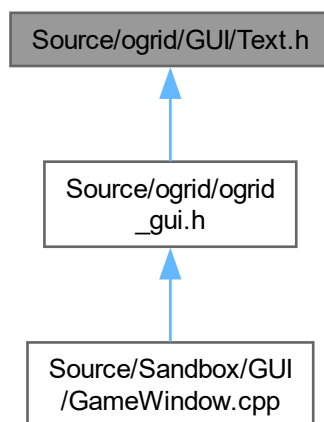 Source/ogrid/GUI/Text.h
Source/ogrid/ogrid
_gui.h
Source/Sandbox/GUI
/GameWindow.cpp